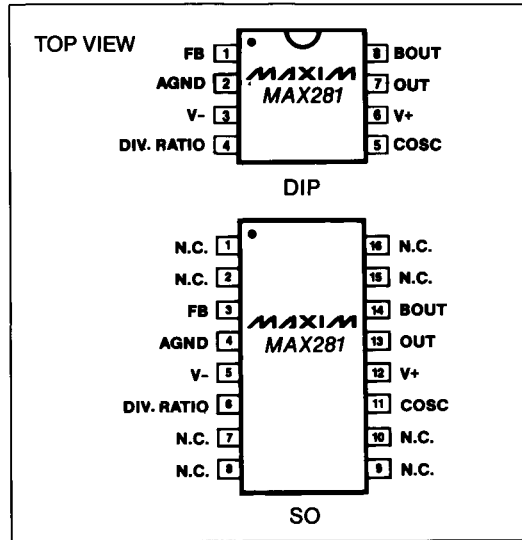 TOP VIEW
FB 1
AGND 2
V- 3
DIV. RATIO 4
MAXIM
MAX281
8 BOUT
7 OUT
6 V+
5 COSC
DIP
N.C. 1
N.C. 2
FB 3
AGND 4
V- 5
DIV. RATIO 6
N.C. 7
N.C. 8
MAXIM
MAX281
16 N.C.
15 N.C.
14 BOUT
13 OUT
12 V+
11 COSC
10 N.C.
9 N.C.
SO